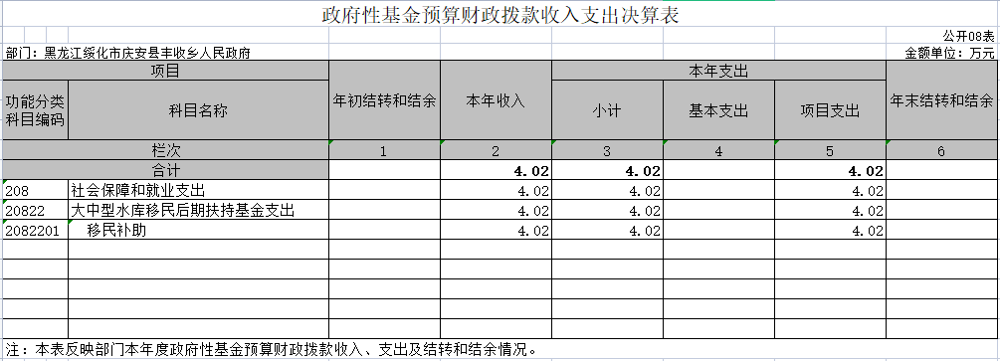 政府性基金预算财政拨款收入支出决算表
公开08表
部门：黑龙江绥化市庆安县丰收乡人民政府 金额单位：万元
项目 年初结转和结余 本年收入 本年支出 年末结转和结余
功能分类科目编码 科目名称 小计 基本支出 项目支出
栏次 1 2 3 4 5 6
合计 4.02 4.02 4.02
208 社会保障和就业支出 4.02 4.02 4.02
20822 大中型水库移民后期扶持基金支出 4.02 4.02 4.02
2082201 移民补助 4.02 4.02 4.02
注：本表反映部门本年度政府性基金预算财政拨款收入、支出及结转和结余情况。